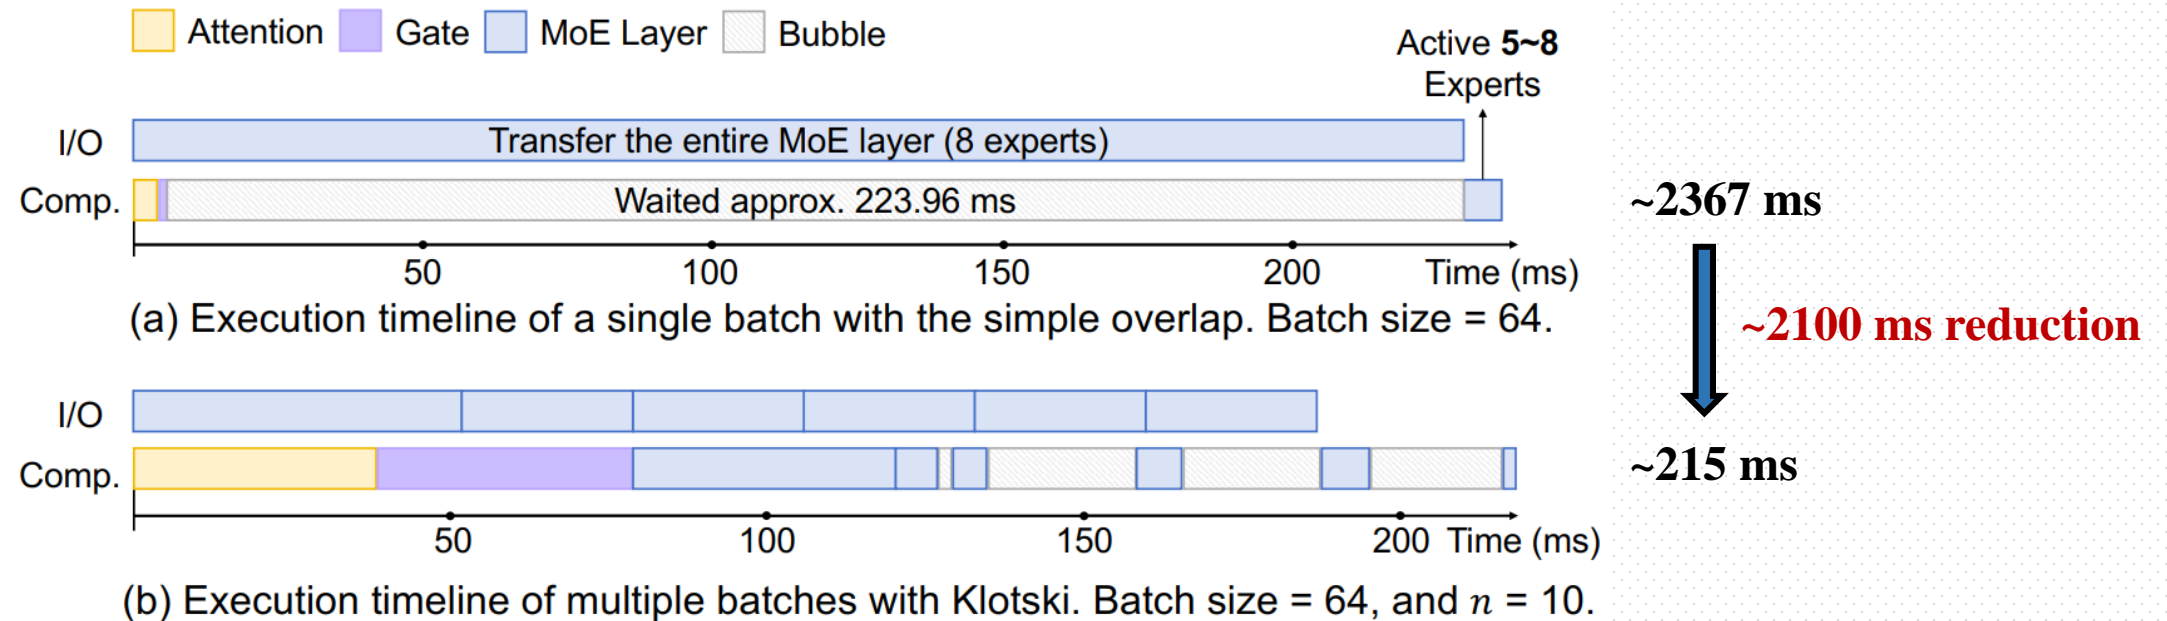 Attention Gate MoE Layer Bubble
Active 5~8
Experts
I/O
Transfer the entire MoE layer (8 experts)
Comp.
Waited approx. 223.96 ms
50 100 150 200 Time (ms)
(a) Execution timeline of a single batch with the simple overlap. Batch size = 64.
~2367 ms
~2100 ms reduction
~215 ms
I/O
Comp.
50 100 150 200 Time (ms)
(b) Execution timeline of multiple batches with Klotski. Batch size = 64, and n = 10.